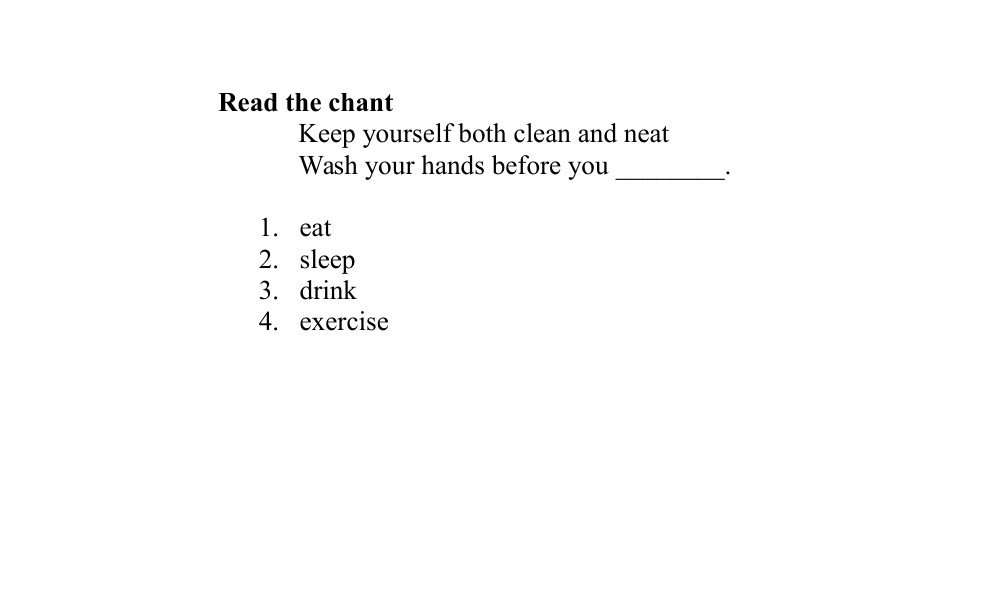 Read the chant
Keep yourself both clean and neat
Wash your hands before you ________.
1. eat
2. sleep
3. drink
4. exercise